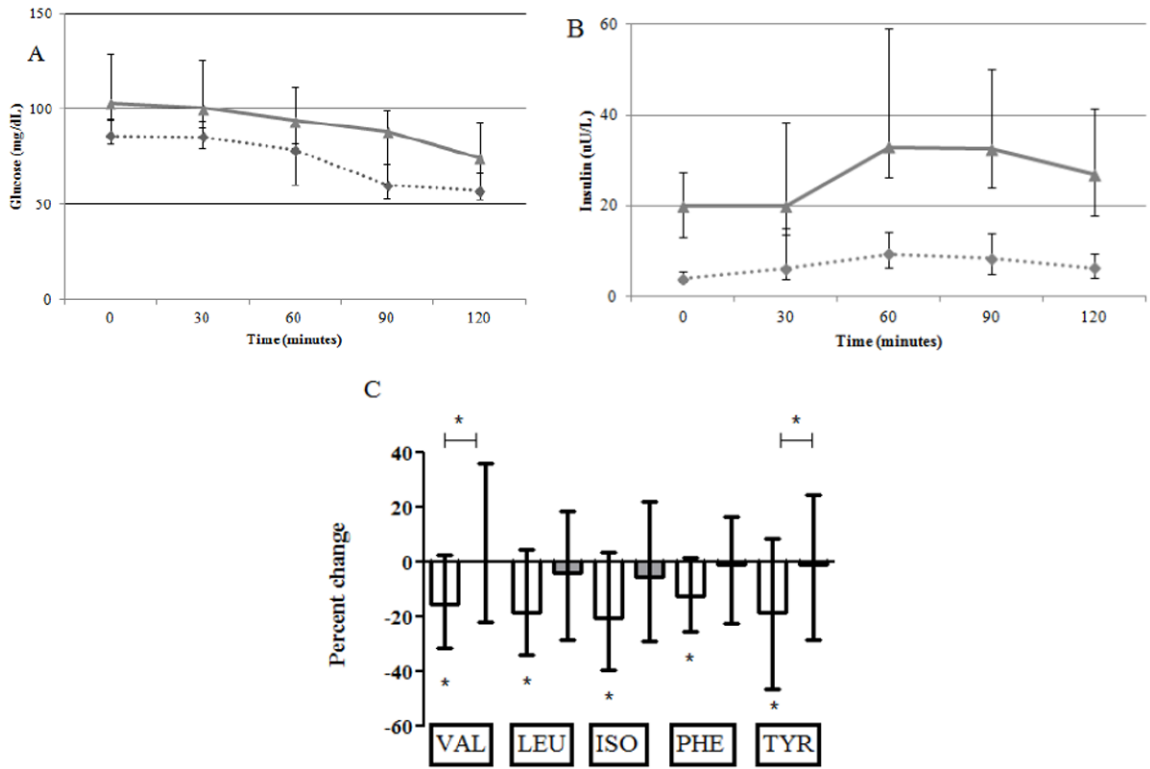 A
Glucose (mg/dL)
150
100
50
0
0 30 60 90 120
Time (minutes)
B
Insulin (uU/L)
60
40
20
0
0 30 60 90 120
Time (minutes)
C
* *
Percent change
40
20
0
-20
-40
-60
* * * * *
VAL LEU ISO PHE TYR